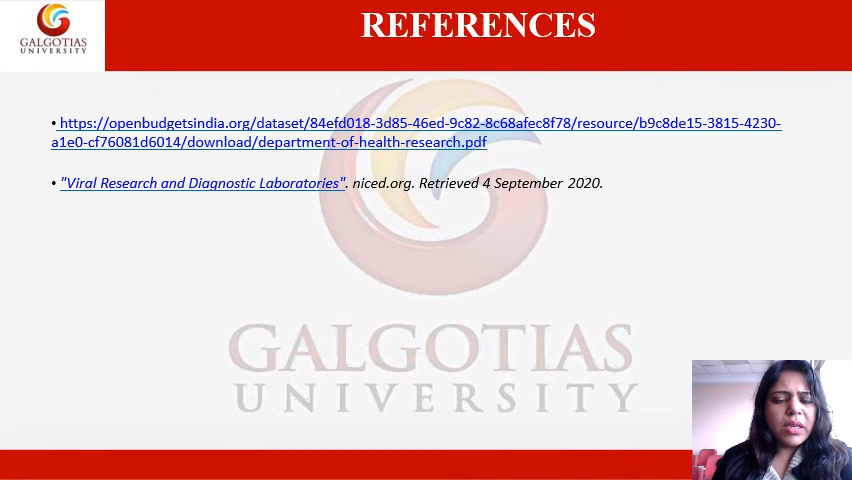 GALGOTIAS
UNIVERSITY
REFERENCES
• https://openbudgetsindia.org/dataset/84efd018-3d85-46ed-9c82-8c68afec8f78/resource/b9c8de15-3815-4230-
a1e0-cf76081d6014/download/department-of-health-research.pdf
• "Viral Research and Diagnostic Laboratories". niced.org. Retrieved 4 September 2020.
GALGOTIAS
UNIVERSITY